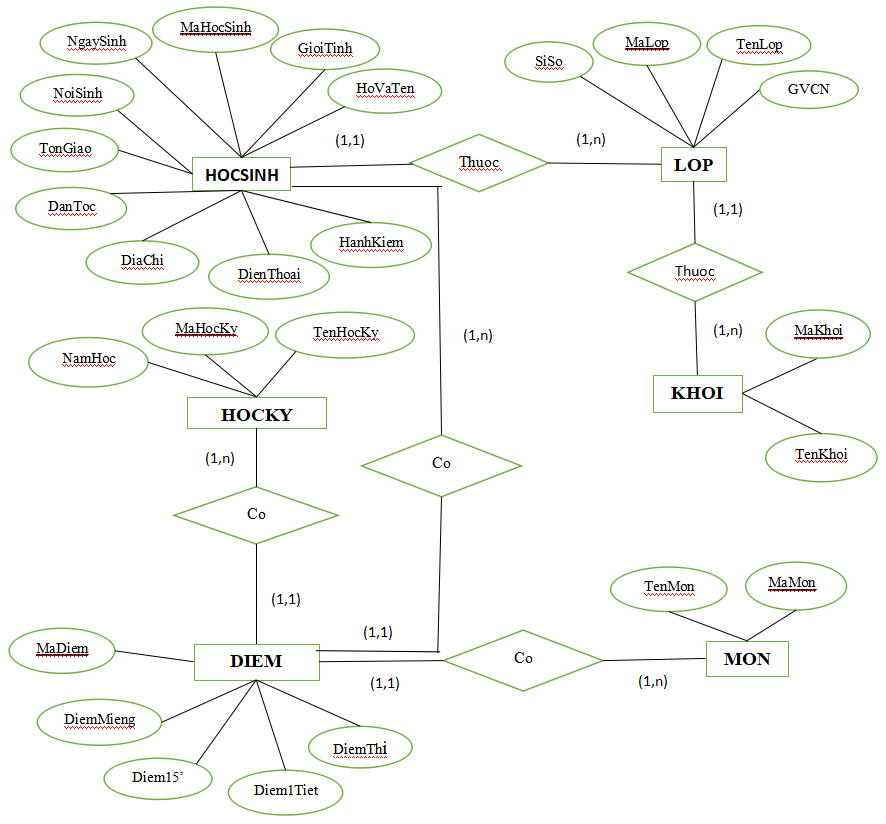 MaHocSinh
NgaySinh
GioiTinh
HoVaTen
NoiSinh
TonGiao
DanToc
DiaChi
DienThoai
HanhKiem
HOCSINH
(1,1)
Thuoc
(1,n)
LOP
SiSo
MaLop
TenLop
GVCN
(1,1)
Thuoc
(1,n)
KHOI
MaKhoi
TenKhoi
(1,n)
Co
(1,1)
NamHoc
MaHocKy
TenHocKy
HOCKY
(1,n)
Co
(1,1)
DIEM
MaDiem
DiemMieng
Diem15’
Diem1Tiet
DiemThi
(1,1)
Co
(1,n)
MON
TenMon
MaMon